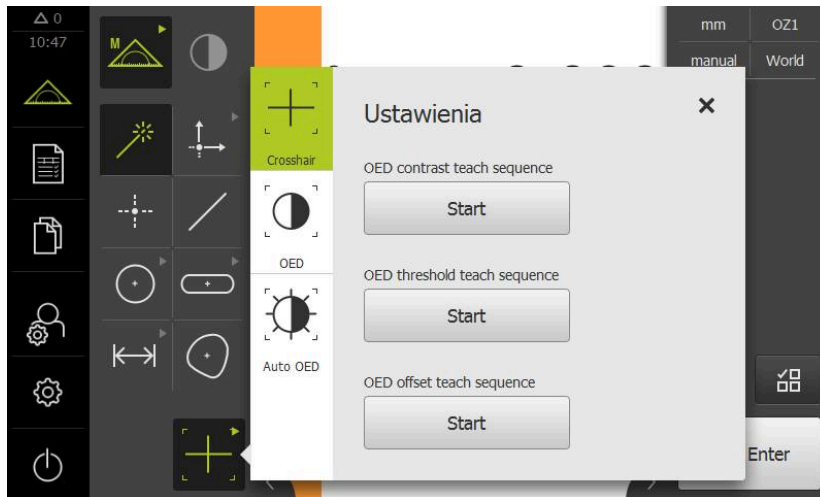 0
10:47
M
mm
OZ1
manual
World
Crosshair
OED
Auto OED
Ustawienia
OED contrast teach sequence
Start
OED threshold teach sequence
Start
OED offset teach sequence
Start
Enter